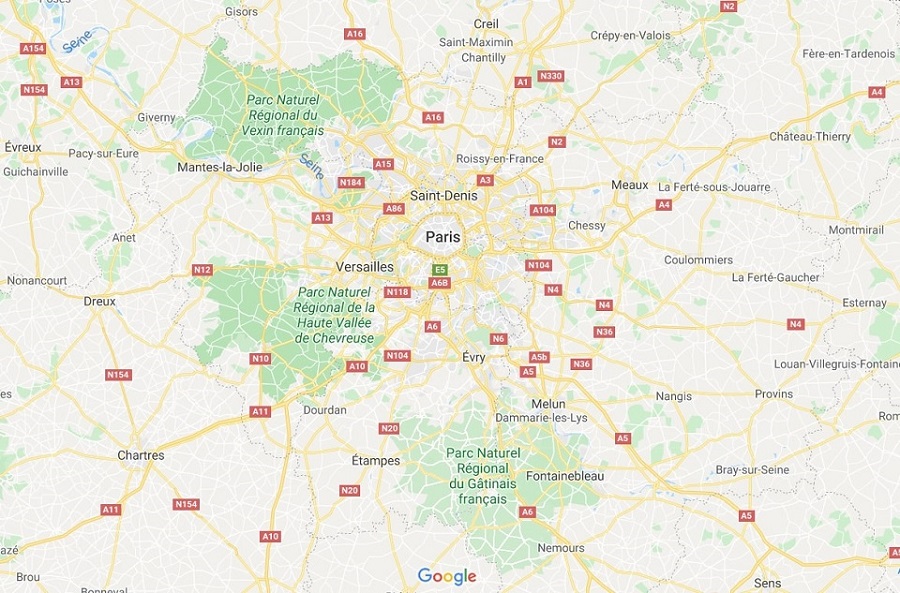 Gisors
Creil
Saint-Maximin
Chantilly
Crépy-en-Valois
N2
A154
Seine
A16
Fère-en-Tardenois
A13
N154
A1
N330
A4
Giverny
A16
Parc Naturel
Régional du
Vexin français
Château-Thierry
N2
Évreux
Guichainville
Pacy-sur-Eure
Mantes-la-Jolie
Seine
A15
Roissy-en-France
N184
A3
Meaux
La Ferté-sous-Jouarre
Saint-Denis
A86
A104
A4
A13
Chessy
Montmirail
Anet
Paris
Coulommiers
N12
Versailles
E5
N104
La Ferté-Gaucher
Nonancourt
A6B
N118
N4
Dreux
Parc Naturel
Régional de la
Haute Vallée
de Chevreuse
N4
Esternay
A6
N4
N36
N6
N10
N104
Évry
A5b
N36
A10
A5
Louan-Villegruis-Fontaine
N154
Nangis
Provins
A11
Dourdan
Melun
Dammarie-les-Lys
N20
A5
Chartres
Étampes
Parc Naturel
Régional
du Gâtinais
français
Bray-sur-Seine
Fontainebleau
N20
A11
N154
A6
A5
A10
Nemours
Brou
Google
Sens